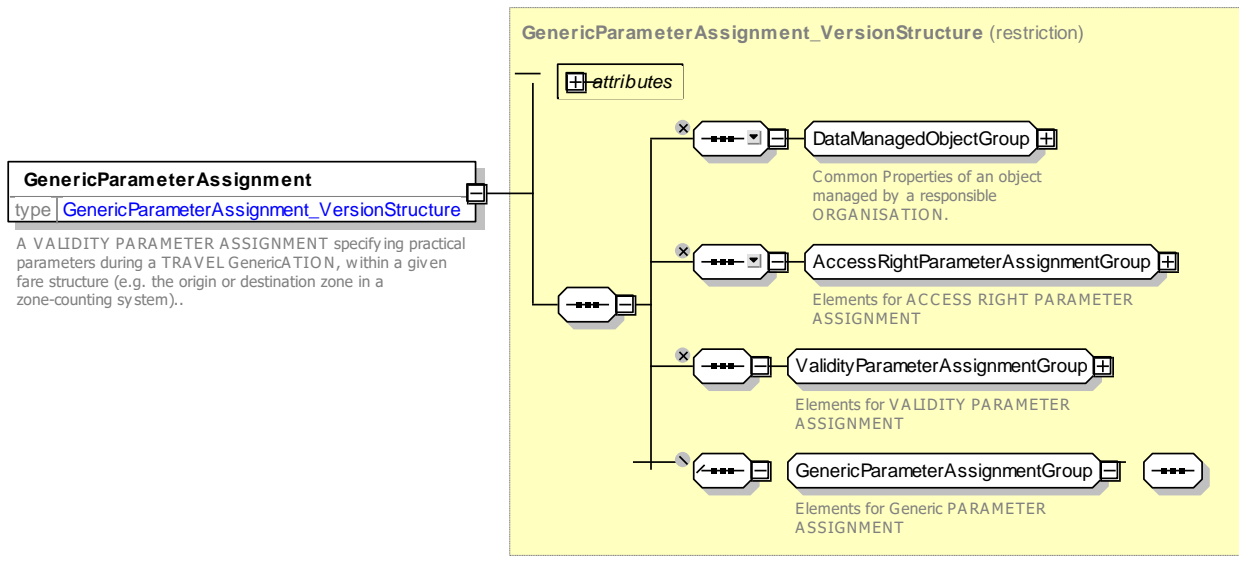 GenericParameterAssignment_VersionStructure (restriction)
attributes
GenericParameterAssignment
type GenericParameterAssignment_VersionStructure
A VALIDITY PARAMETER ASSIGNMENT specifying practical
parameters during a TRAVEL GenericATION, within a given
fare structure (e.g. the origin or destination zone in a
zone-counting system)..
DataManagedObjectGroup
Common Properties of an object
managed by a responsible
ORGANISATION.
AccessRightParameterAssignmentGroup
Elements for ACCESS RIGHT PARAMETER
ASSIGNMENT
ValidityParameterAssignmentGroup
Elements for VALIDITY PARAMETER
ASSIGNMENT
GenericParameterAssignmentGroup
Elements for Generic PARAMETER
ASSIGNMENT